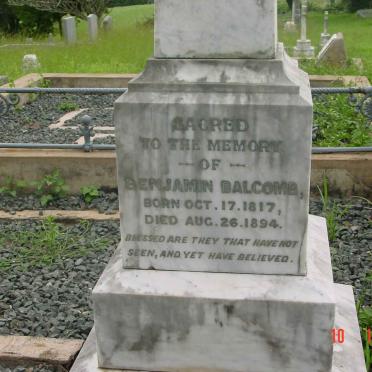 SACRED
TO THE MEMORY
OF
BENJAMIN BALCOMB,
BORN OCT. 17. 1817,
DIED AUG. 26. 1894.
BLESSED ARE THEY THAT HAVE NOT
SEEN, AND YET HAVE BELIEVED.
10